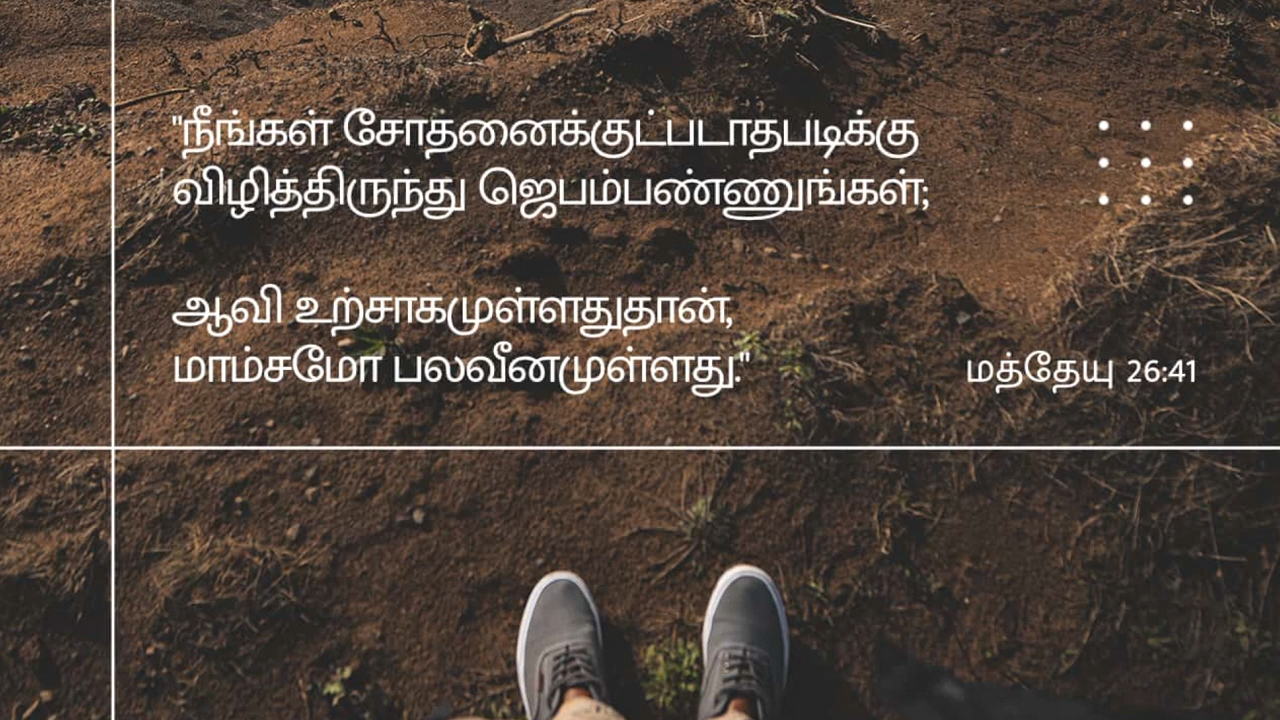 "நீங்கள் சோதனைக்குட்படாதபடிக்கு
விழித்திருந்து ஜெபம்பண்ணுங்கள்;
ஆவி உற்சாகமுள்ளதுதான்,
மாம்சமோ பலவீனமுள்ளது."
மத்தேயு 26:41